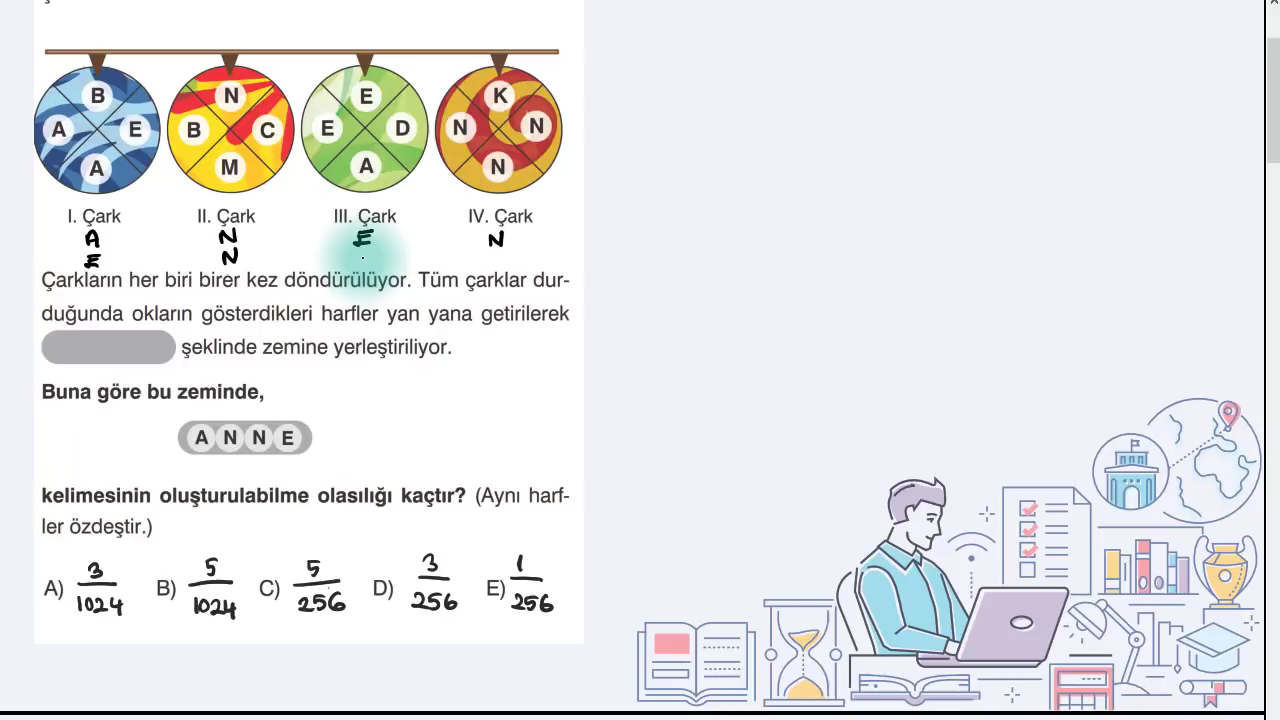 B N E K
A E B C E D N N
A M A N
I. Çark II. Çark III. Çark IV. Çark
A N E N
E N
Çarkların her biri birer kez döndürülüyor. Tüm çarklar dur-
duğunda okların gösterdikleri harfler yan yana getirilerek
şeklinde zemine yerleştiriliyor.
Buna göre bu zeminde,
A N N E
kelimesinin oluşturulabilme olasılığı kaçtır? (Aynı harf-
ler özdeştir.)
A) 3/1024 B) 5/1024 C) 5/256 D) 3/256 E) 1/256